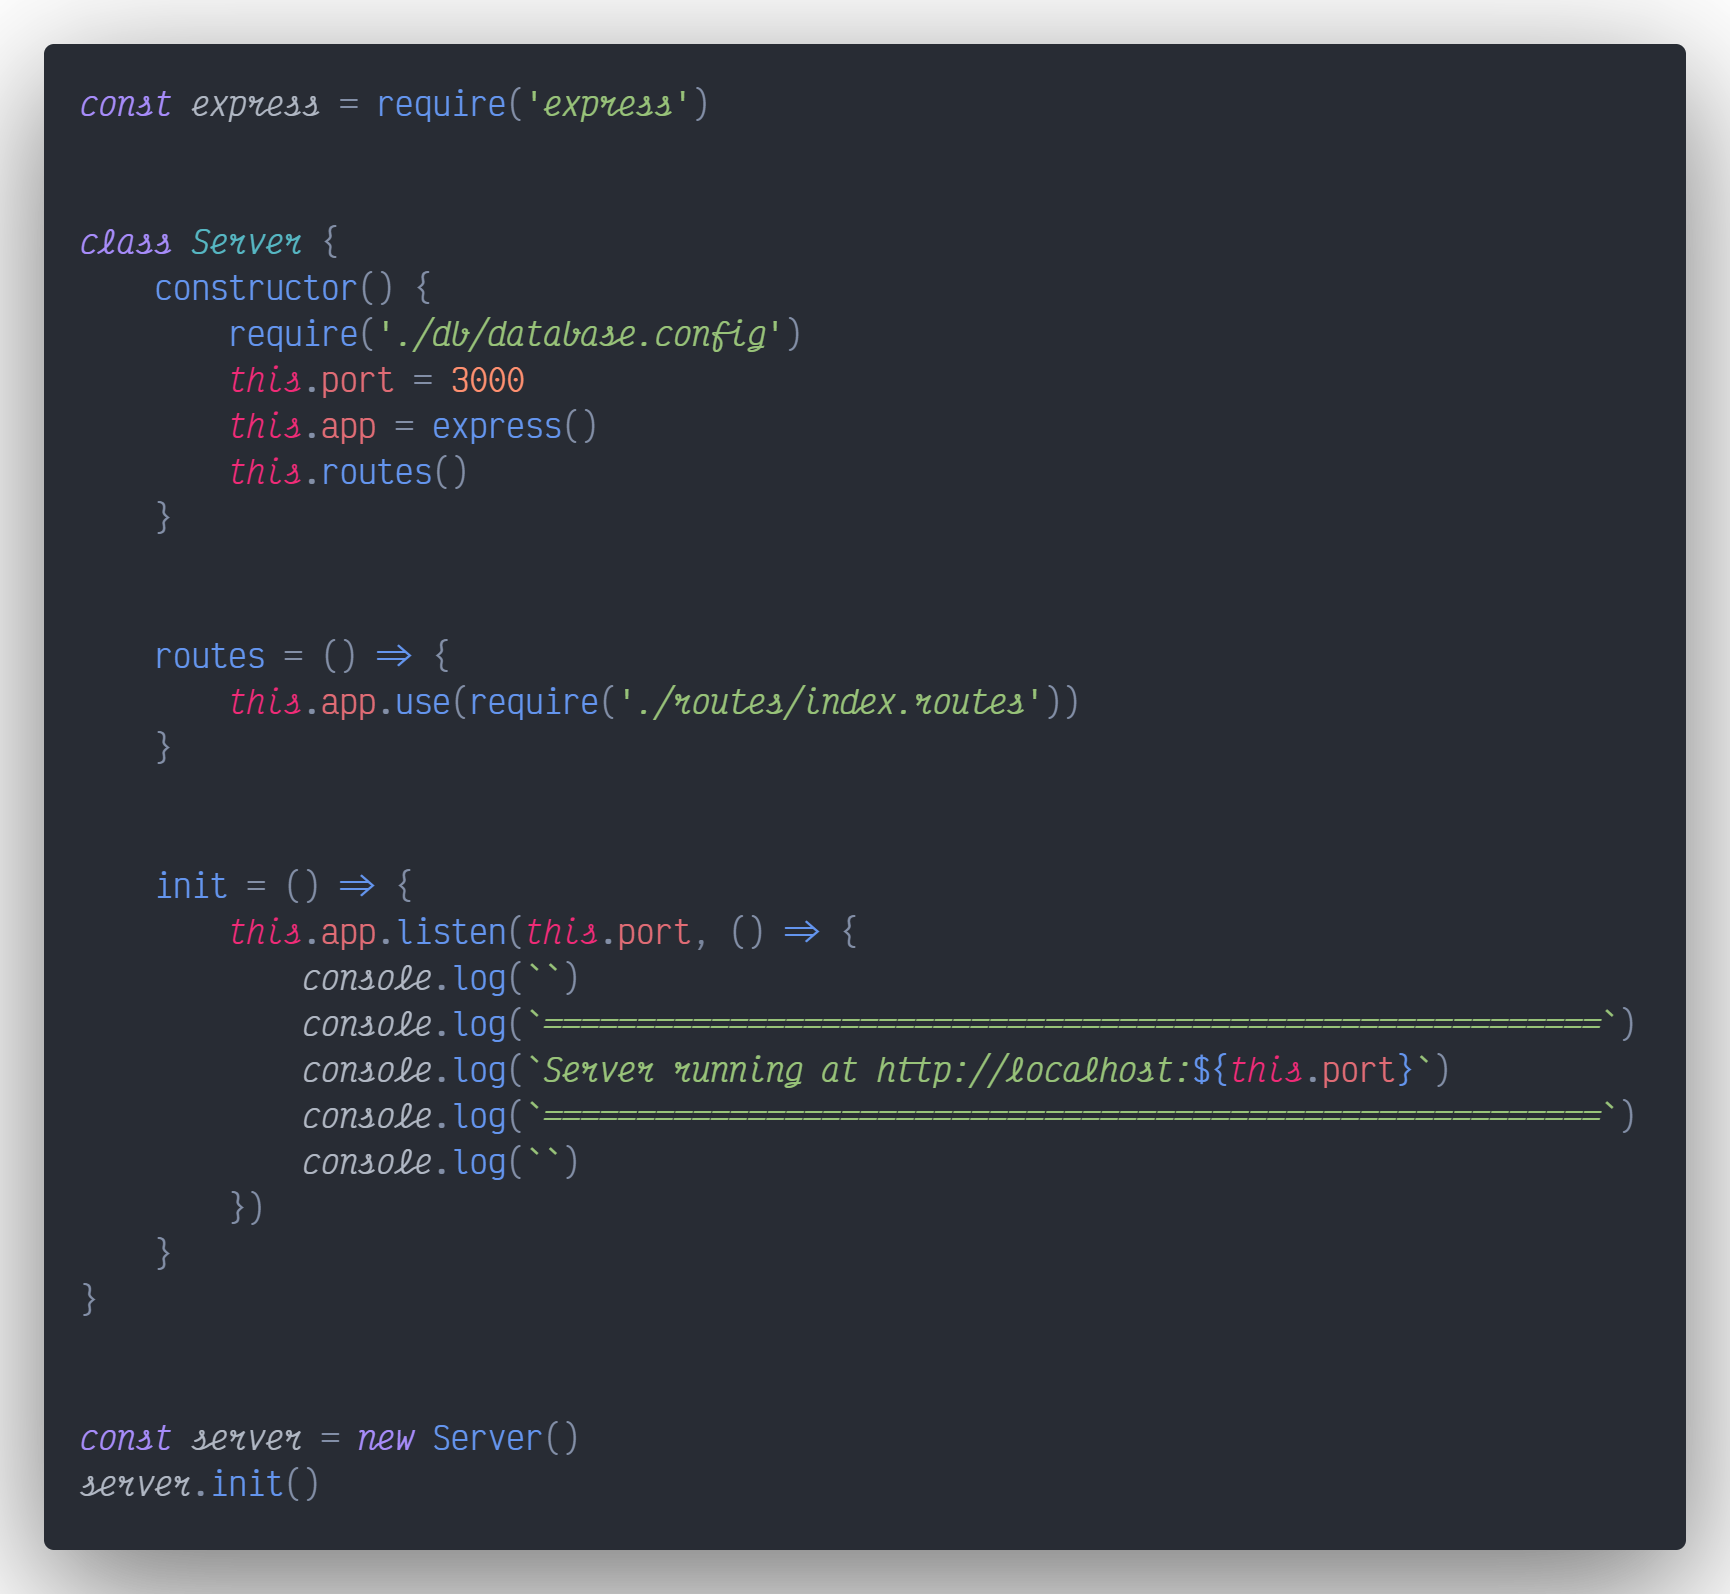 const express = require('express')
class Server {
    constructor() {
        require('./db/database.config')
        this.port = 3000
        this.app = express()
        this.routes()
    }
    routes = () => {
        this.app.use(require('./routes/index.routes'))
    }
    init = () => {
        this.app.listen(this.port, () => {
            console.log(``)
            console.log(`=========================================================`)
            console.log(`Server running at http://localhost:${this.port}`)
            console.log(`=========================================================`)
            console.log(``)
        })
    }
}
const server = new Server()
server.init()